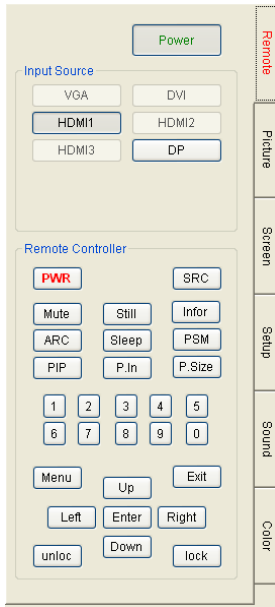 Power
Input Source
VGA DVI
HDMI1 HDMI2
HDMI3 DP
Remote Controller
PWR SRC
Mute Still Infor
ARC Sleep PSM
PIP P.In P.Size
1 2 3 4 5
6 7 8 9 0
Menu Up Exit
Left Enter Right
unloc Down lock
Remote
Picture
Screen
Setup
Sound
Color